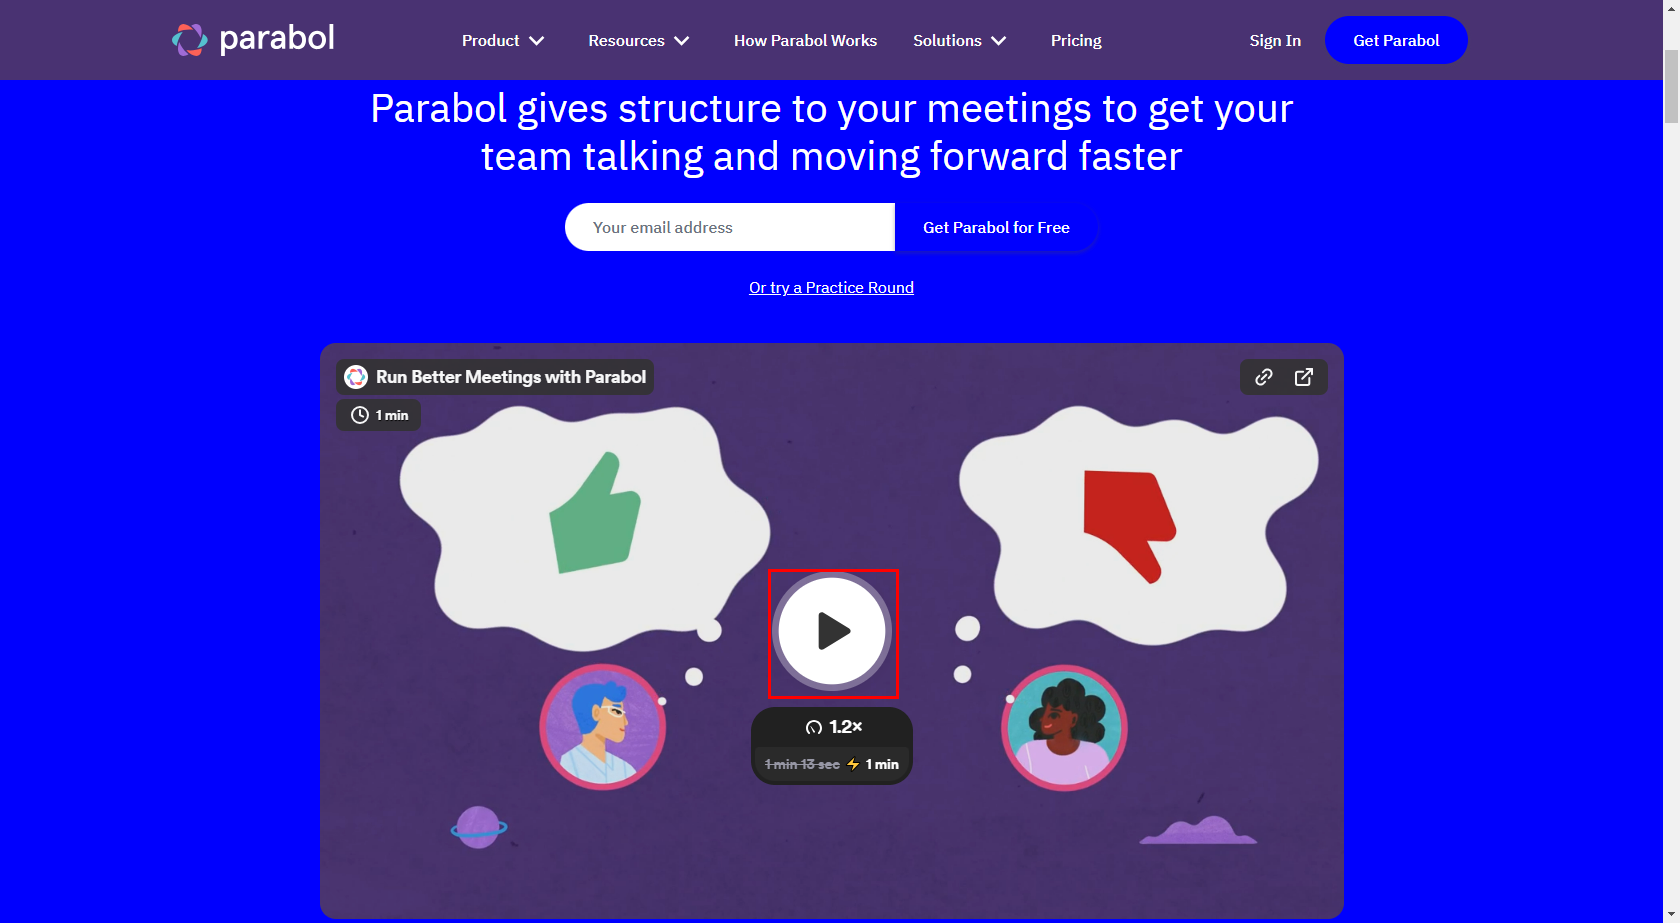 parabol
Product
Resources
How Parabol Works
Solutions
Pricing
Sign In
Get Parabol
Parabol gives structure to your meetings to get your
team talking and moving forward faster
Your email address
Get Parabol for Free
Or try a Practice Round
Run Better Meetings with Parabol
1 min
1.2×
1 min 13 sec ⚡ 1 min